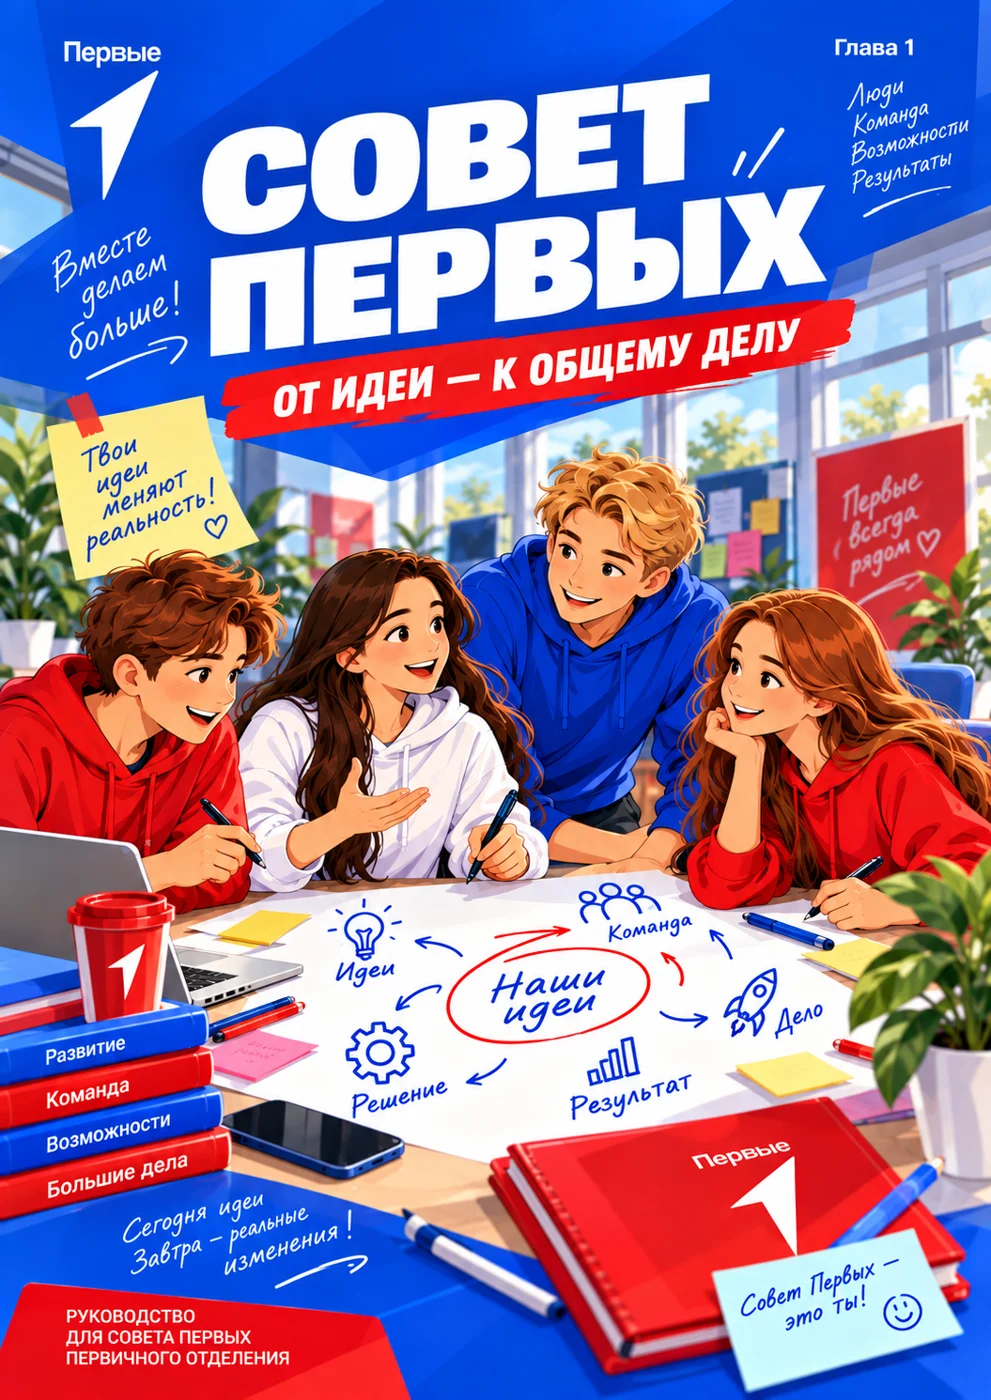 Первые
Глава 1
Люди
Команда
Возможности
Результаты
СОВЕТ
ПЕРВЫХ
ОТ ИДЕИ — К ОБЩЕМУ ДЕЛУ
Вместе
делаем
больше!
Твои
идеи
меняют
реальность!
Первые
всегда
рядом
Идеи
Команда
Наши
идеи
Дело
Решение
Результат
Развитие
Команда
Возможности
Большие дела
Первые
Сегодня идеи
Завтра – реальные
изменения!
Совет Первых –
это ты!
РУКОВОДСТВО
ДЛЯ СОВЕТА ПЕРВЫХ
ПЕРВИЧНОГО ОТДЕЛЕНИЯ